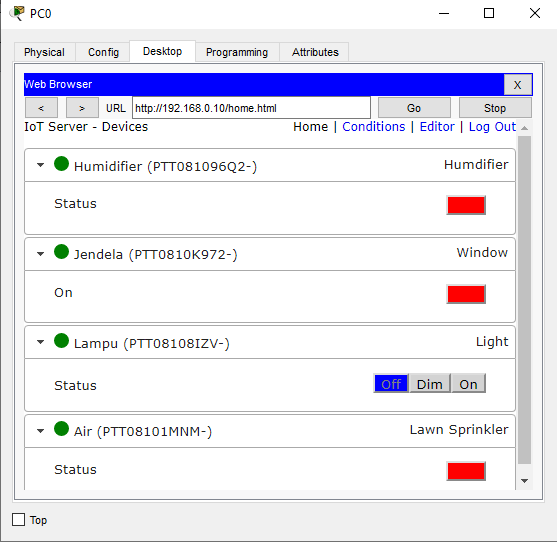 PC0
Physical Config Desktop Programming Attributes
Web Browser X
< > URL http://192.168.0.10/home.html Go Stop
IoT Server - Devices Home | Conditions | Editor | Log Out
Humidifier (PTT081096Q2-) Humdifier
Status
Jendela (PTT0810K972-) Window
On
Lampu (PTT08108IZV-) Light
Status Off Dim On
Air (PTT08101MNM-) Lawn Sprinkler
Status
Top